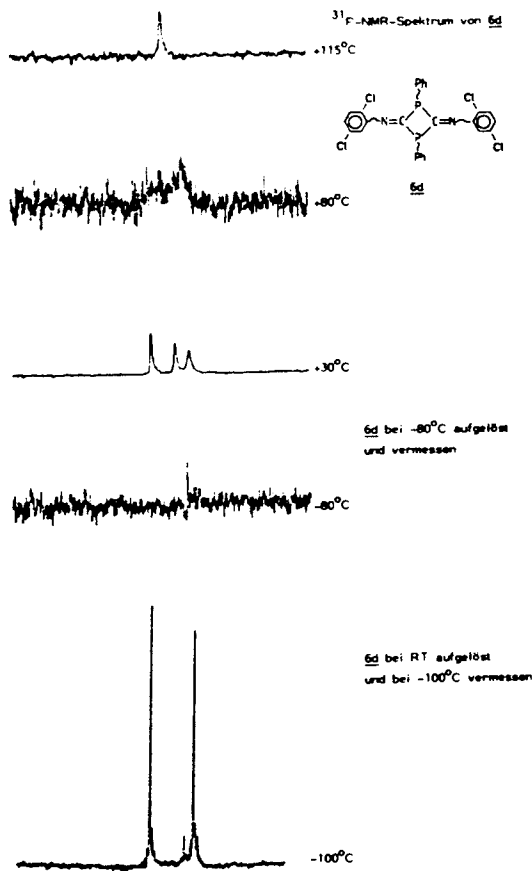 ³¹P-NMR-Spektrum von 6d
+115°C
Ph
Cl
Cl
N=C
P
C=N
P
Cl
Cl
Ph
6d
+80°C
+30°C
6d bei -80°C aufgelöst
und vermessen
-80°C
6d bei RT aufgelöst
und bei -100°C vermessen
-100°C